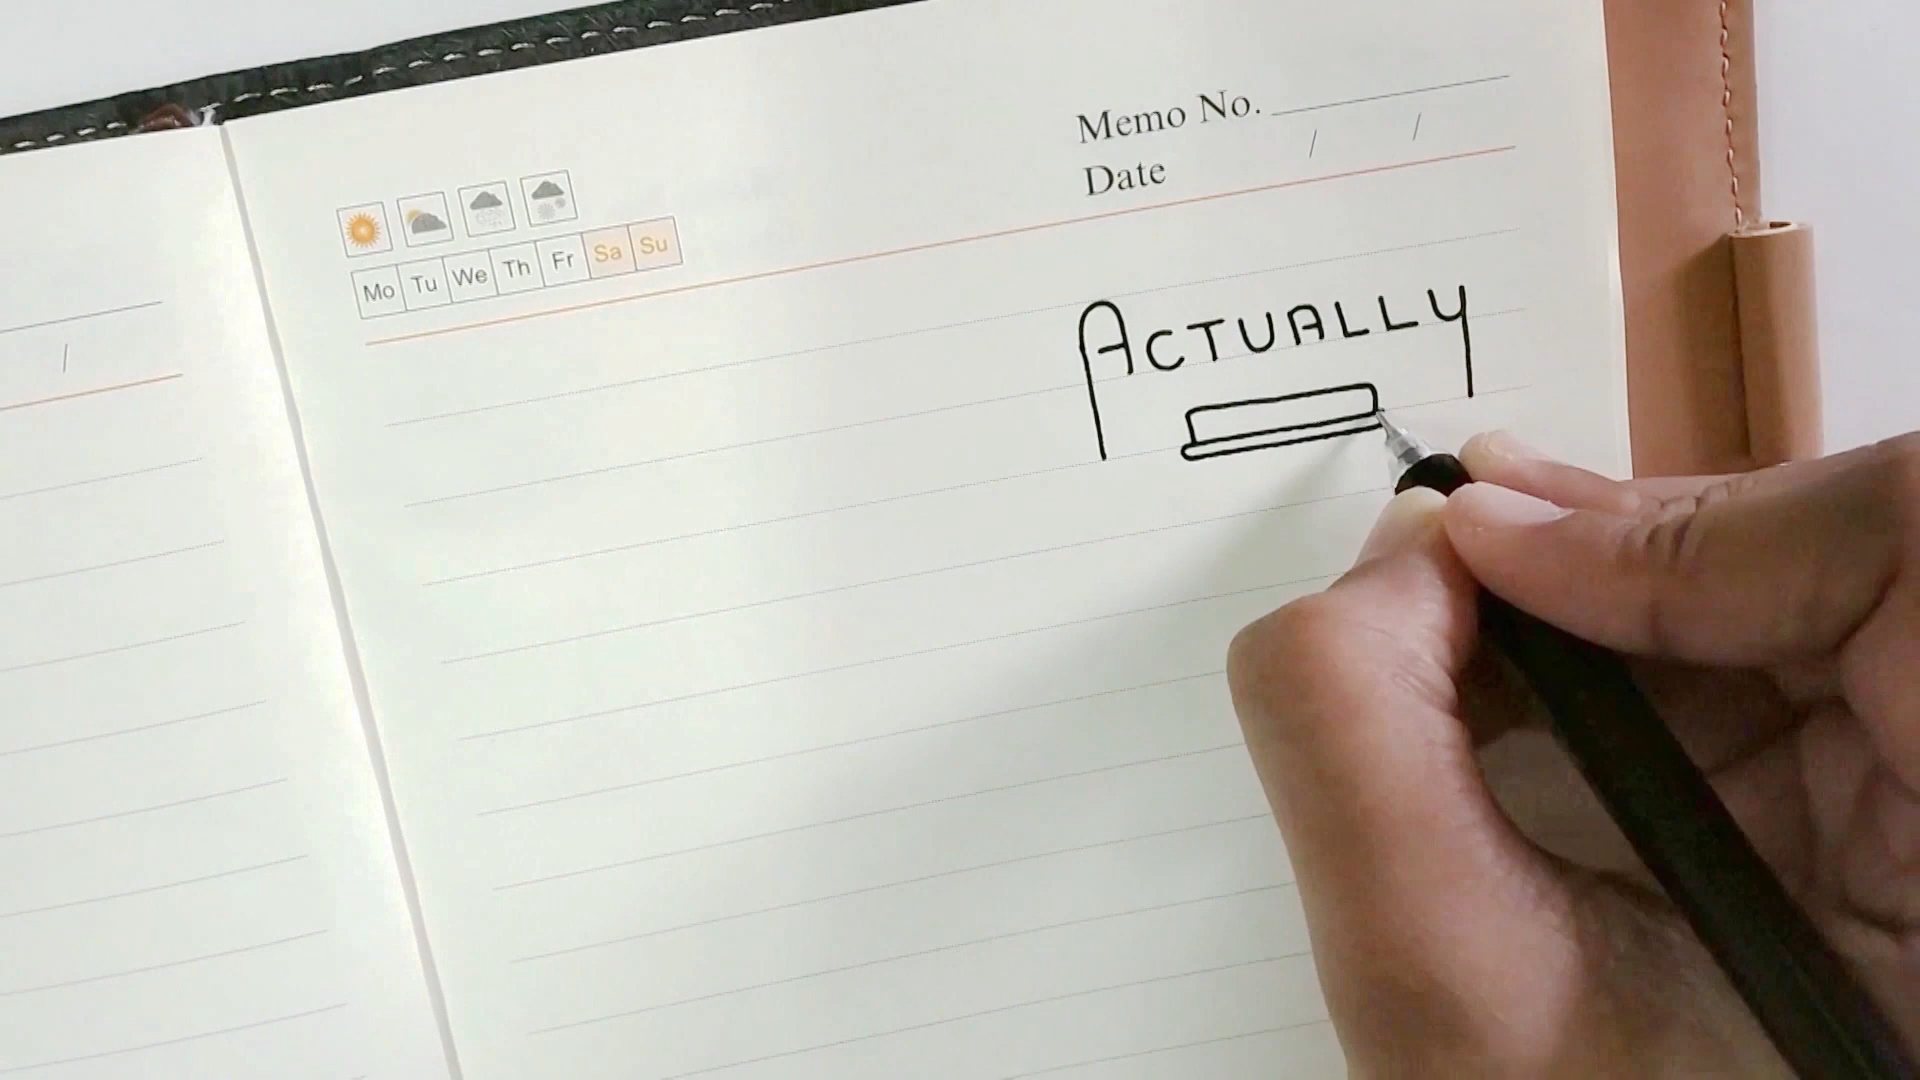 Memo No.
/ /
Date
Mo Tu We Th Fr Sa Su
/
ACTUALLY